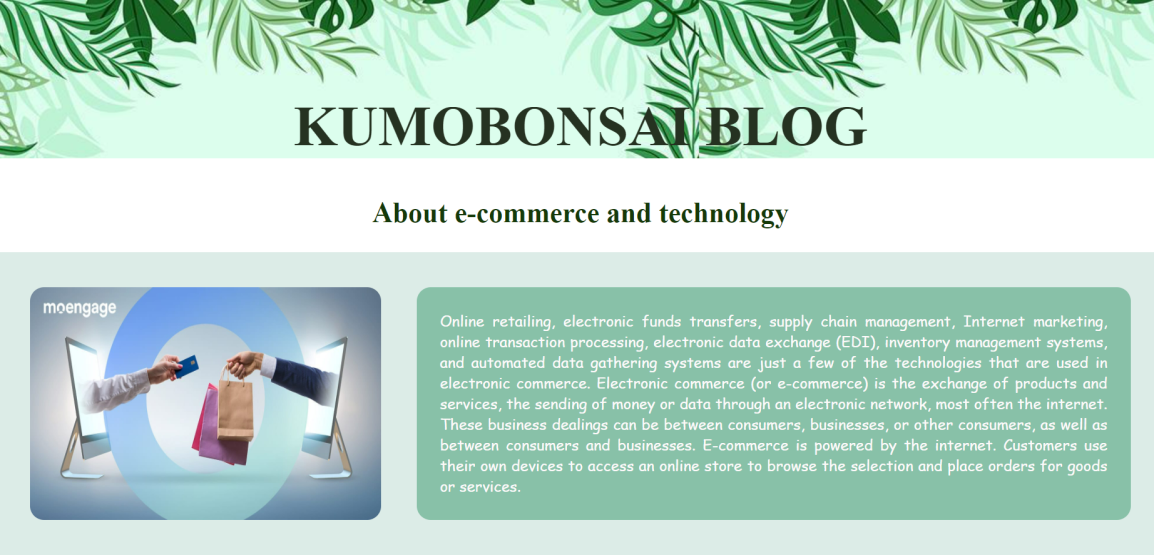 KUMOBONSAI BLOG
About e-commerce and technology
moengage
Online retailing, electronic funds transfers, supply chain management, Internet marketing,
online transaction processing, electronic data exchange (EDI), inventory management systems,
and automated data gathering systems are just a few of the technologies that are used in
electronic commerce. Electronic commerce (or e-commerce) is the exchange of products and
services, the sending of money or data through an electronic network, most often the internet.
These business dealings can be between consumers, businesses, or other consumers, as well as
between consumers and businesses. E-commerce is powered by the internet. Customers use
their own devices to access an online store to browse the selection and place orders for goods
or services.